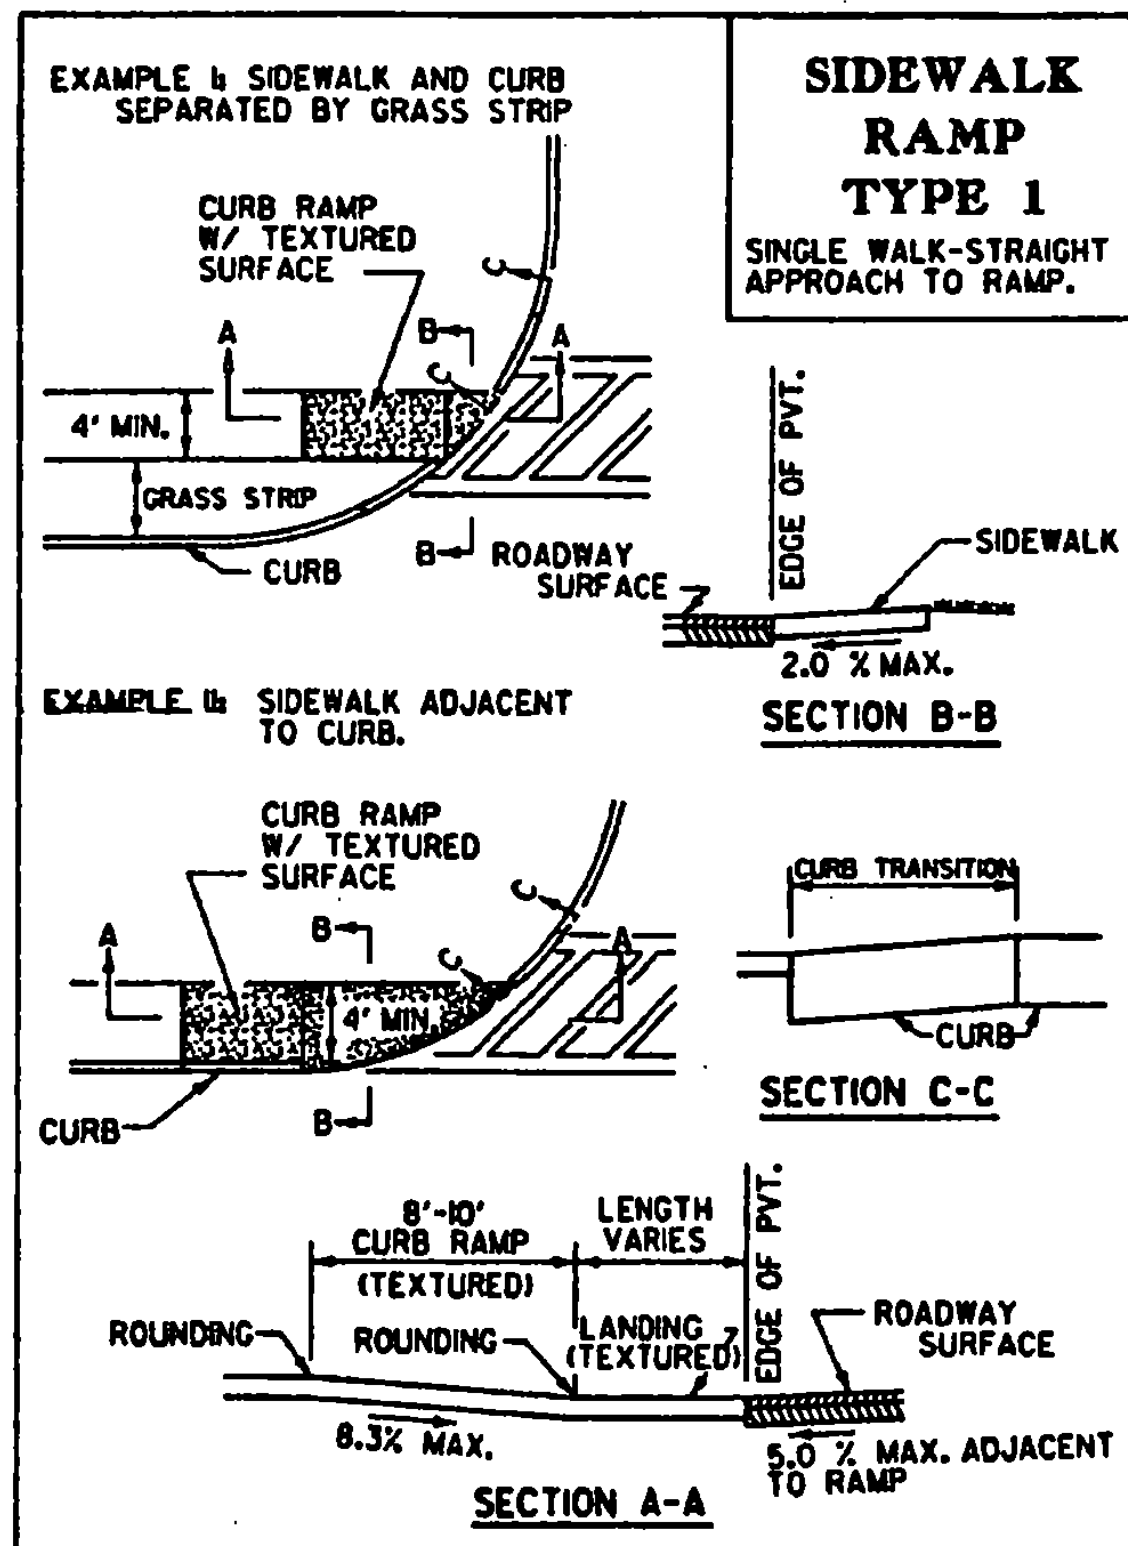 SIDEWALK
RAMP
TYPE 1
SINGLE WALK-STRAIGHT
APPROACH TO RAMP.
EXAMPLE I: SIDEWALK AND CURB
SEPARATED BY GRASS STRIP
CURB RAMP
W/ TEXTURED
SURFACE
C
B
A
A
C
4' MIN.
GRASS STRIP
B
CURB
ROADWAY
SURFACE
EDGE OF PVT.
SIDEWALK
2.0 % MAX.
SECTION B-B
EXAMPLE II: SIDEWALK ADJACENT
TO CURB.
CURB RAMP
W/ TEXTURED
SURFACE
C
B
A
A
C
4' MIN.
B
CURB
CURB TRANSITION
CURB
SECTION C-C
8'-10'
CURB RAMP
(TEXTURED)
LENGTH
VARIES
EDGE OF PVT.
ROUNDING
ROUNDING
LANDING
(TEXTURED)
ROADWAY
SURFACE
8.3% MAX.
5.0 % MAX. ADJACENT
TO RAMP
SECTION A-A